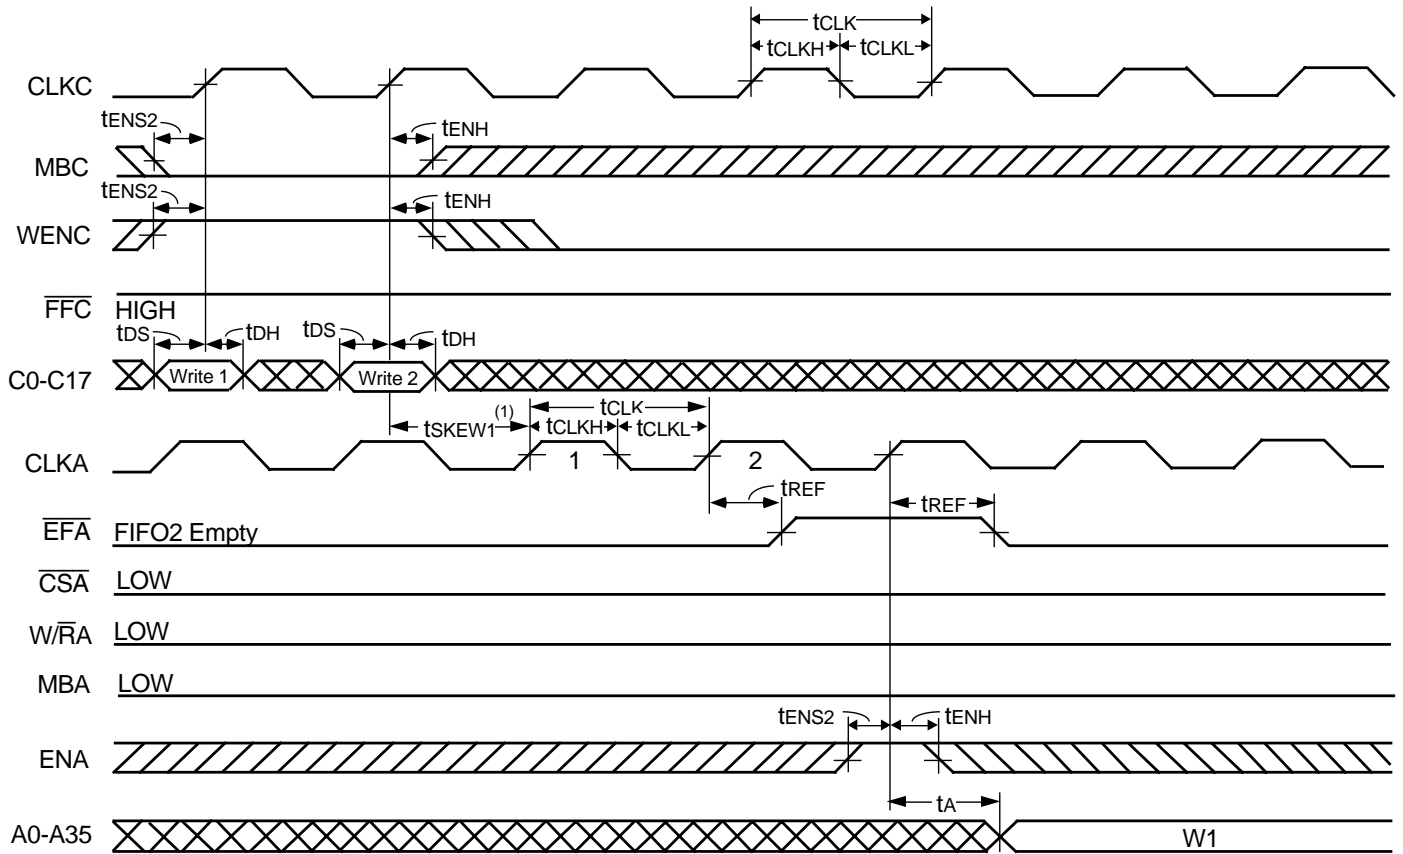 tCLK
tCLKH
tCLKL
CLKC
tENS2
tENH
MBC
tENS2
tENH
WENC
FFC
HIGH
tDS
tDH
tDS
tDH
C0-C17
Write 1
Write 2
tSKEW1
(1)
tCLK
tCLKH
tCLKL
CLKA
1
2
tREF
tREF
EFA
FIFO2 Empty
CSA
LOW
W/RA
LOW
MBA
LOW
tENS2
tENH
ENA
tA
A0-A35
W1